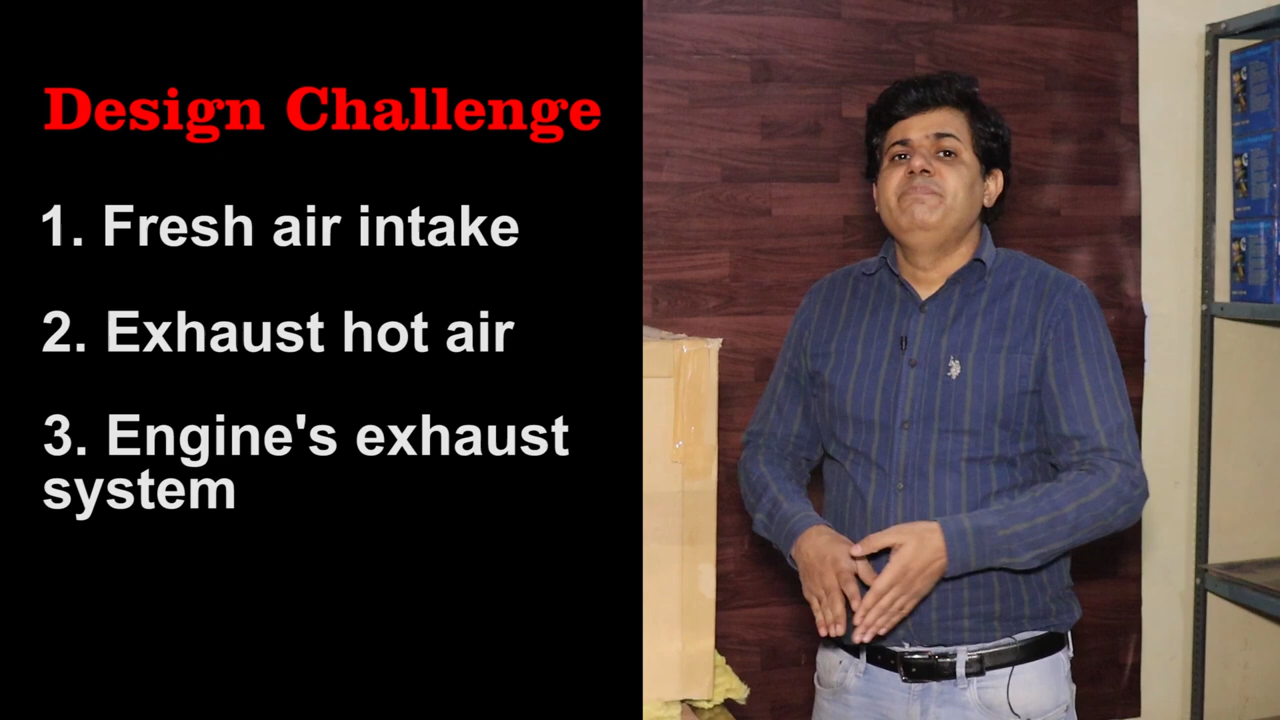 Design Challenge
1. Fresh air intake
2. Exhaust hot air
3. Engine's exhaust
system